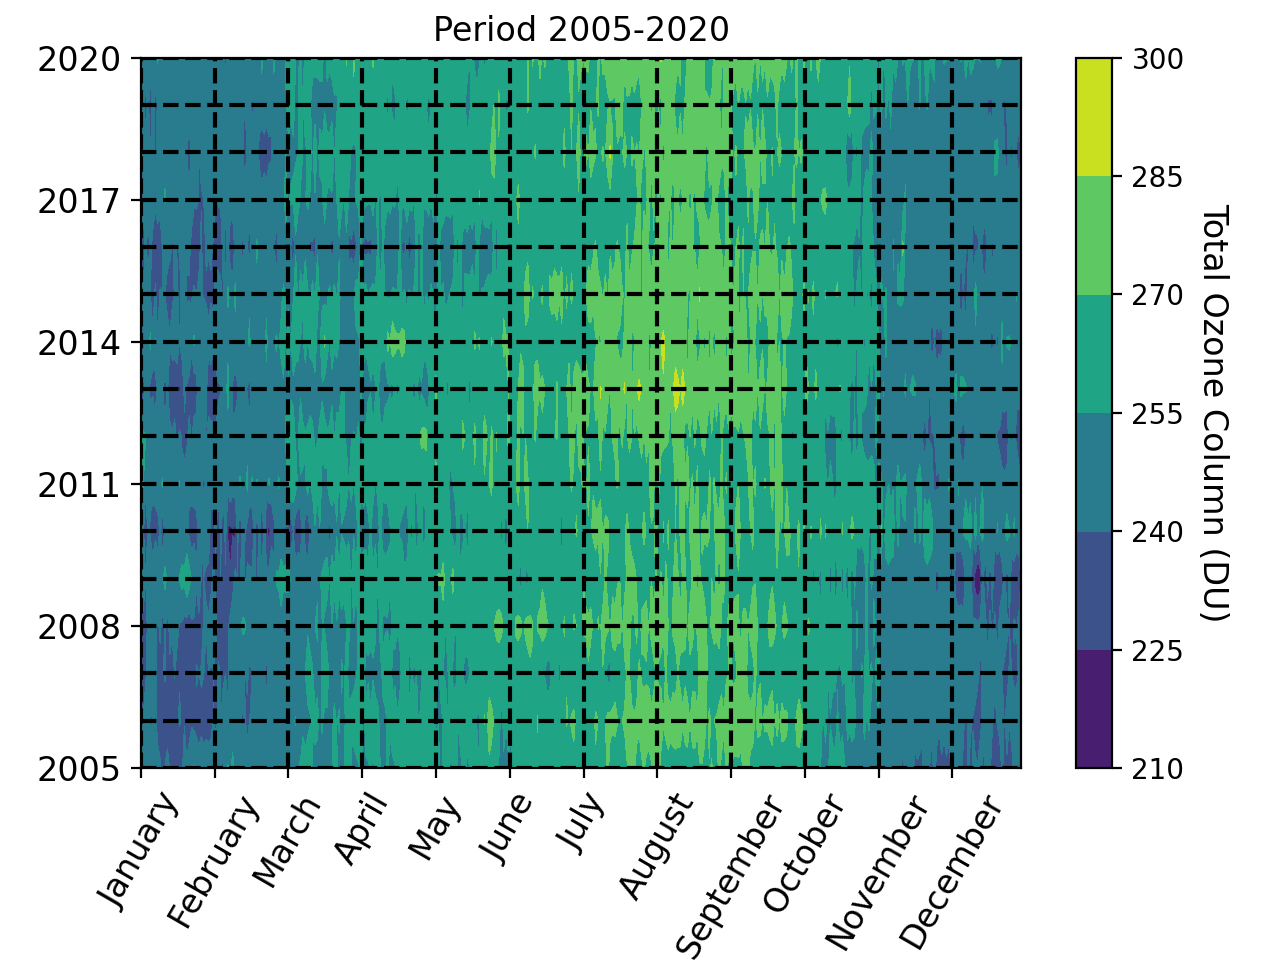 Period 2005-2020
2020
2017
2014
2011
2008
2005
January
February
March
April
May
June
July
August
September
October
November
December
300
285
270
255
240
225
210
Total Ozone Column (DU)